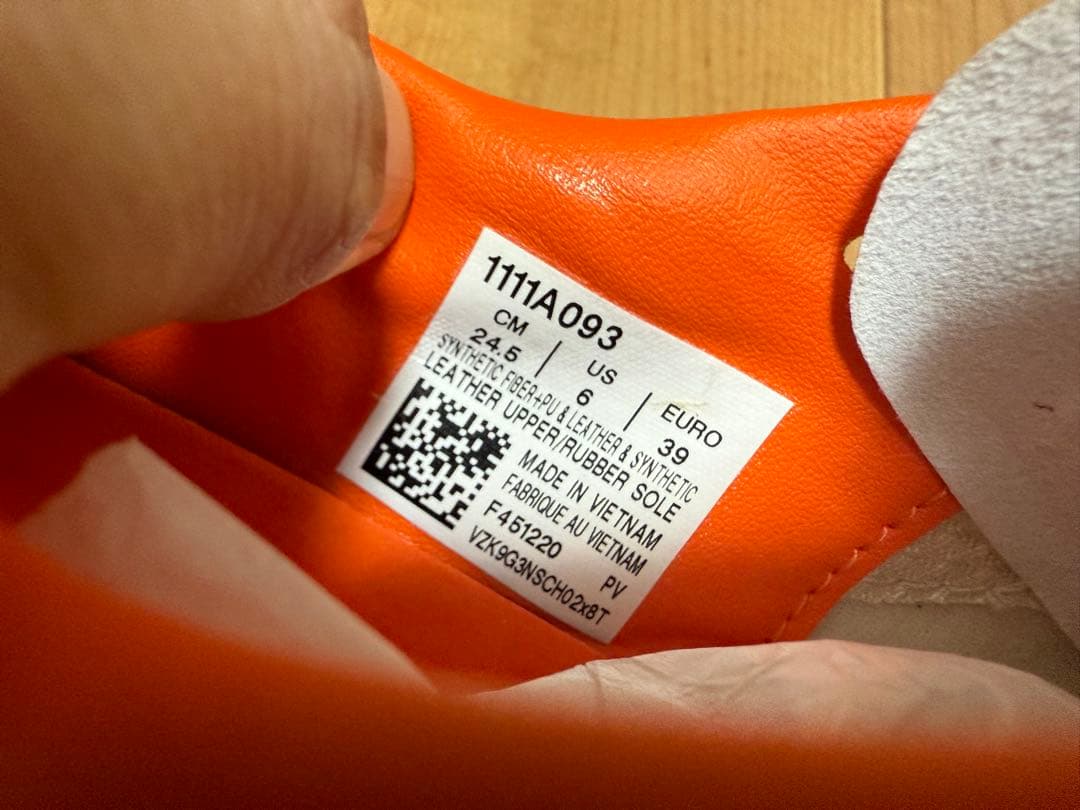 1111A093
CM | US | EURO
24.5 6 39
SYNTHETIC FIBER+PU & LEATHER & SYNTHETIC
LEATHER UPPER/RUBBER SOLE
MADE IN VIETNAM
FABRIQUE AU VIETNAM
F451220 PV
VZK9G3NSCH02x8T